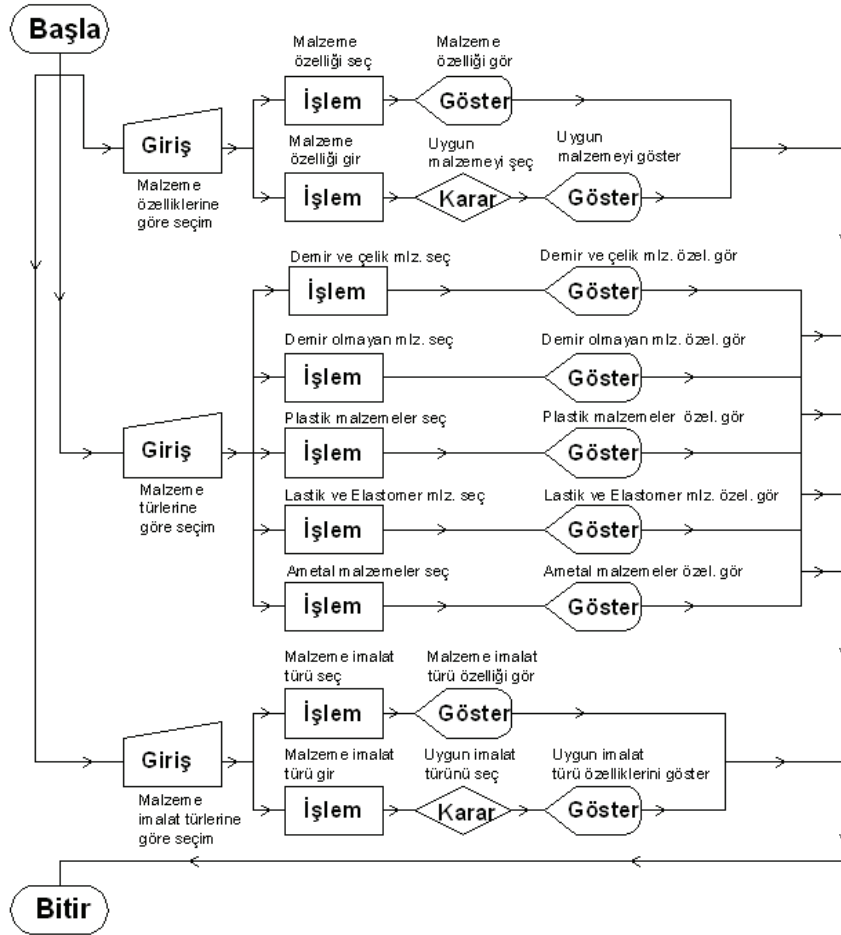 Başla
Malzeme
özelliği seç
Malzeme
özelliği gör
İşlem
Göster
Giriş
Malzeme
özelliklerine
göre seçim
Malzeme
özelliği gir
Uygun
malzemeyi şeç
Uygun
malzemeyi göster
İşlem
Karar
Göster
Demir ve çelik mlz. seç
Demir ve çelik mlz. özel. gör
İşlem
Göster
Demir olmayan mlz. seç
Demir olmayan mlz. özel. gör
İşlem
Göster
Plastik malzemeler seç
Plastik malzemeler özel. gör
Giriş
İşlem
Göster
Malzeme
türlerine
göre seçim
Lastik ve Elastomer mlz. seç
Lastik ve Elastomer mlz. özel. gör
İşlem
Göster
Ametal malzemeler seç
Ametal malzemeler özel. gör
İşlem
Göster
Malzeme imalat
türü seç
Malzeme imalat
türü özelliği gör
İşlem
Göster
Giriş
Malzeme
imalat türlerine
göre seçim
Malzeme imalat
türü gir
Uygun imalat
türünü seç
Uygun imalat
türü özelliklerini göster
İşlem
Karar
Göster
Bitir